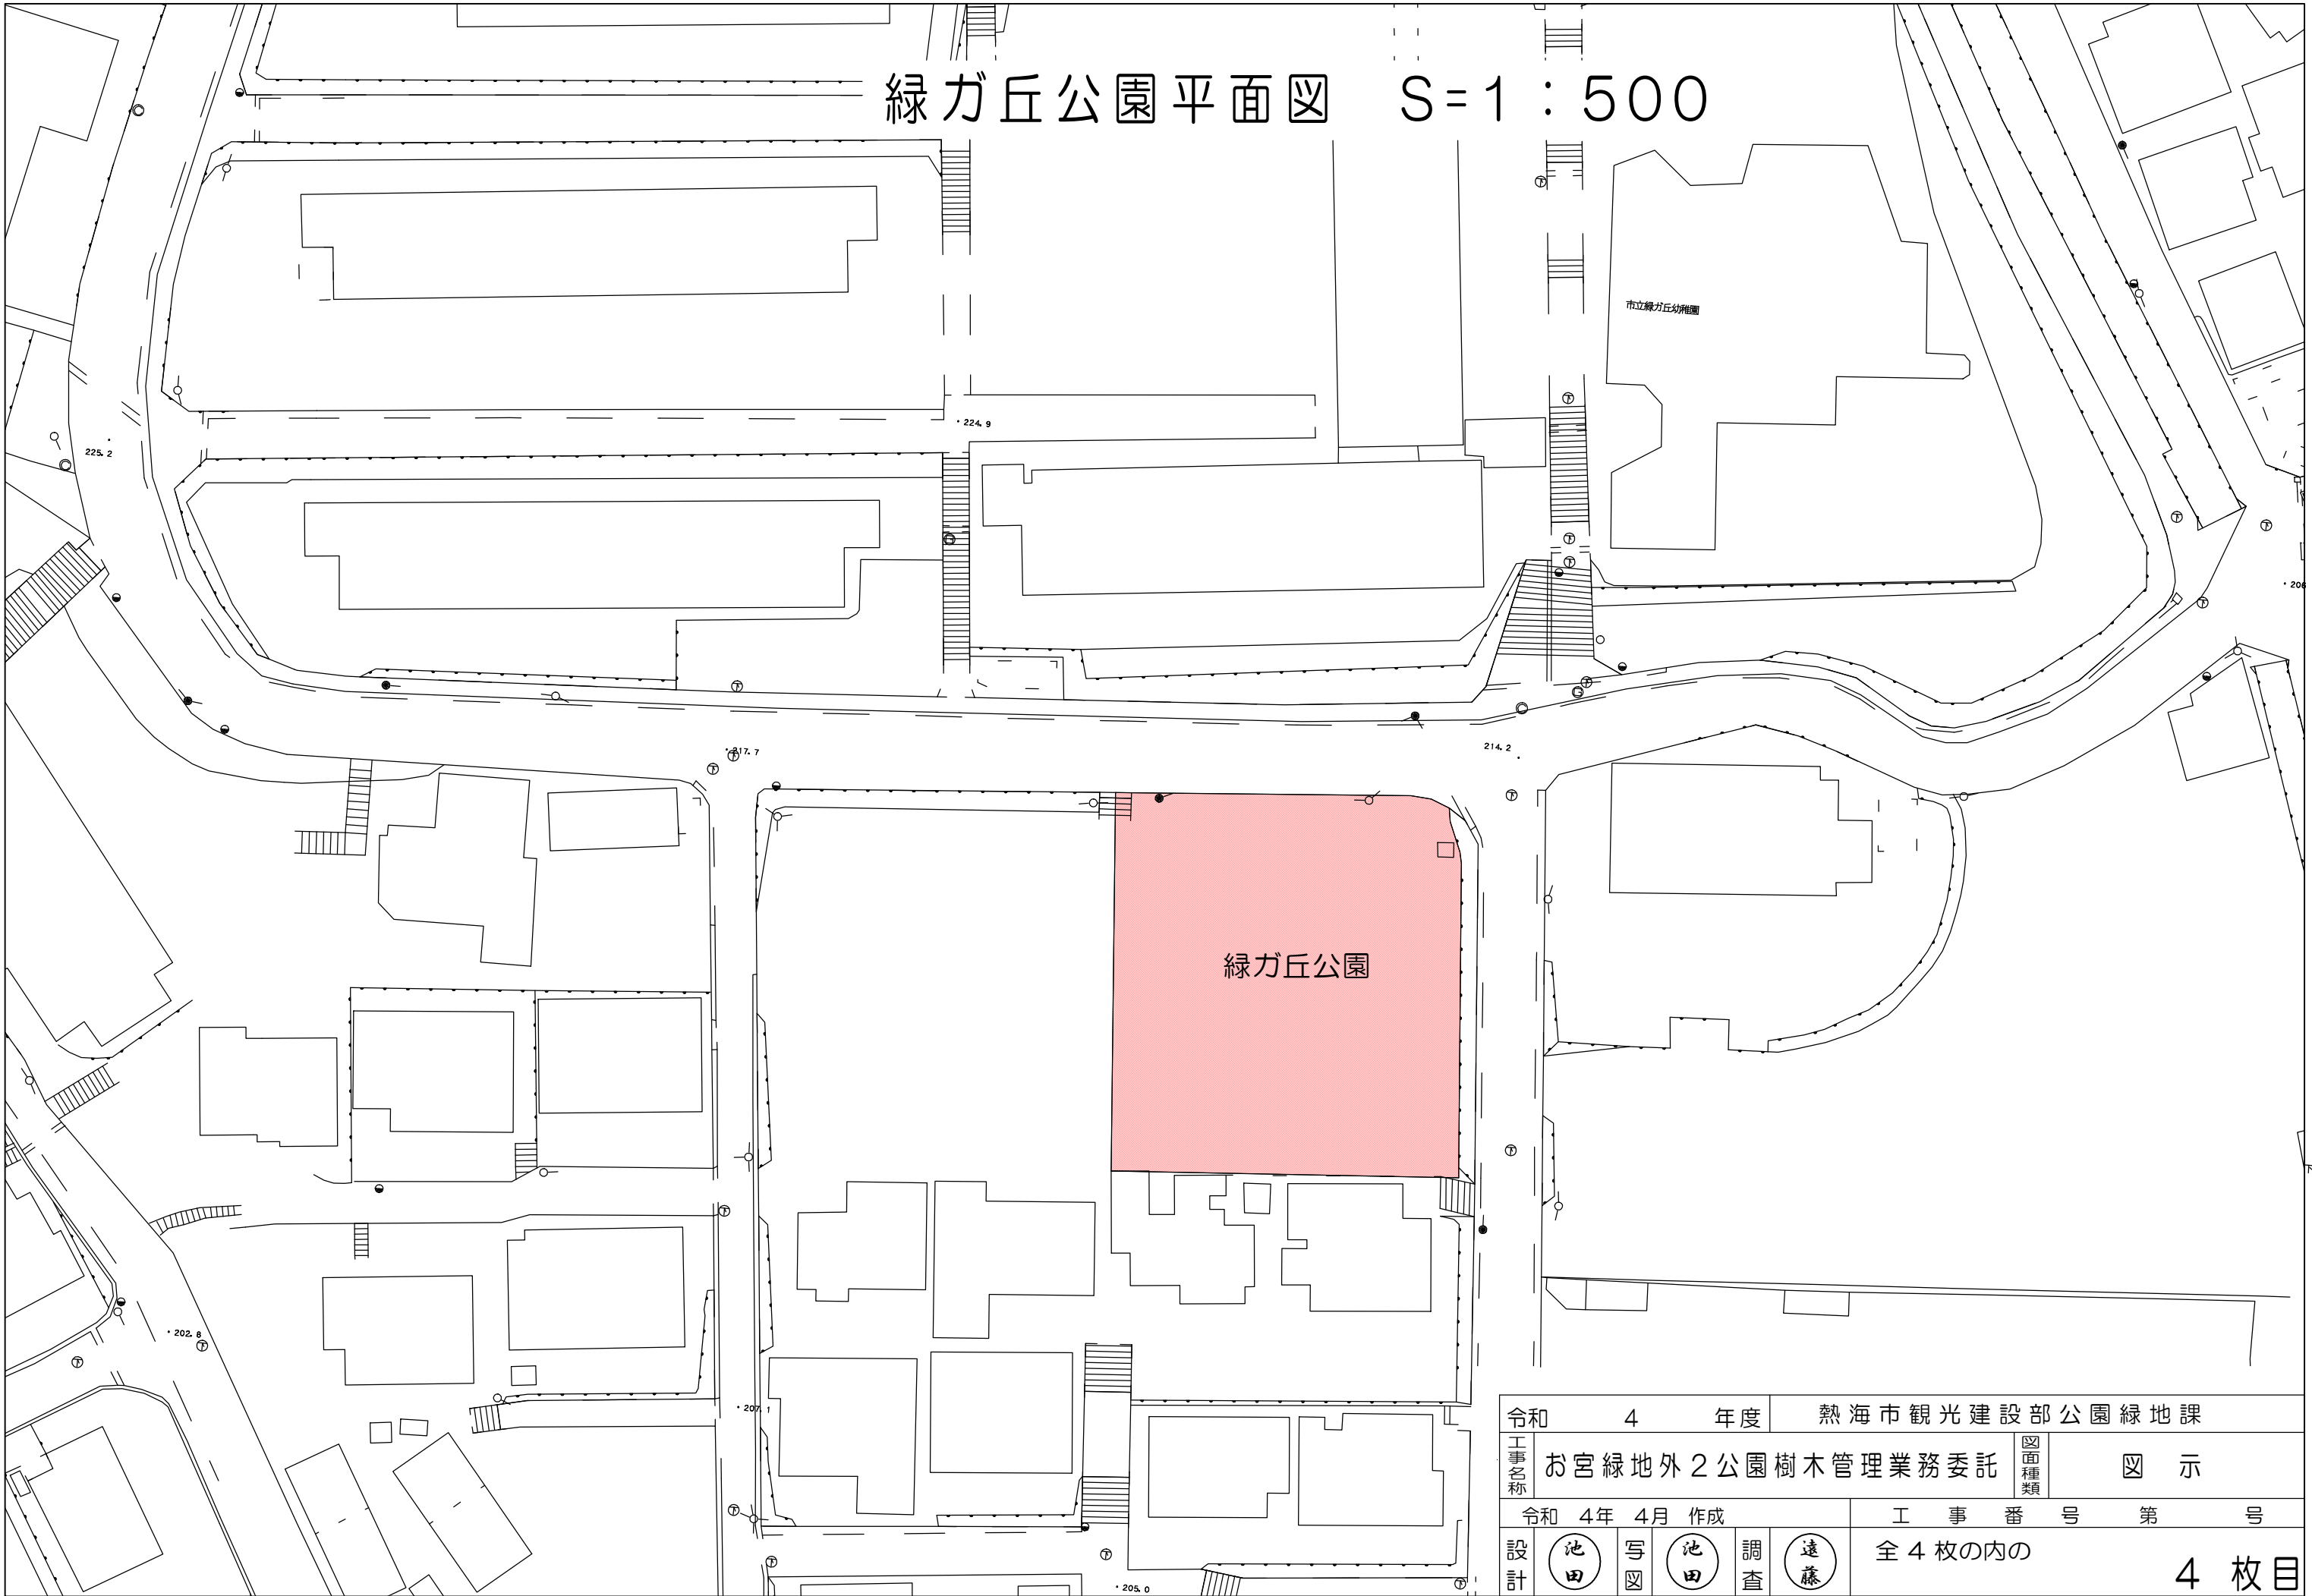 緑ガ丘公園平面図　S=1：500
市立緑ガ丘幼稚園
224.9
225.2
217.7
214.2
緑ガ丘公園
202.8
207.1
205.0
令和　4　年度　熱海市観光建設部公園緑地課
工事名称　お宮緑地外２公園樹木管理業務委託　図面種類　図示
令和　4年　4月　作成　工事番号　第　号
設計　池田　写図　池田　調査　遠藤　全４枚の内の　４枚目